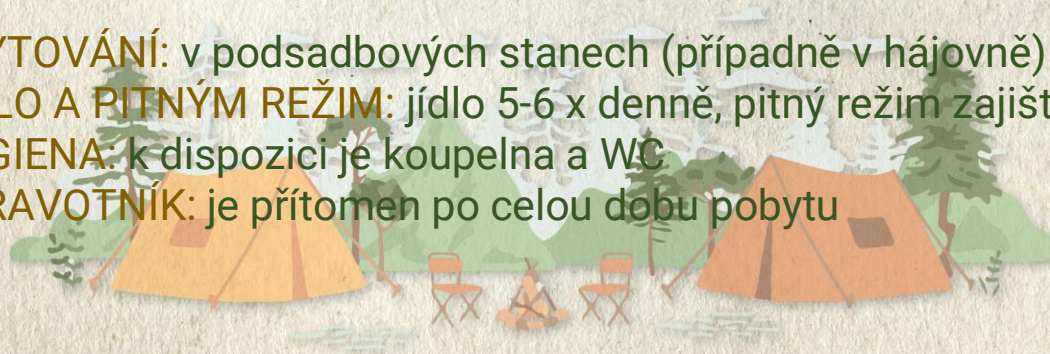 YTOVÁNÍ: v podsadbových stanech (případně v hájovně)
LO A PITNÝM REŽIM: jídlo 5-6 x denně, pitný režim zajišt
GIENA: k dispozici je koupelna a WC
RAVOTNÍK: je přítomen po celou dobu pobytu